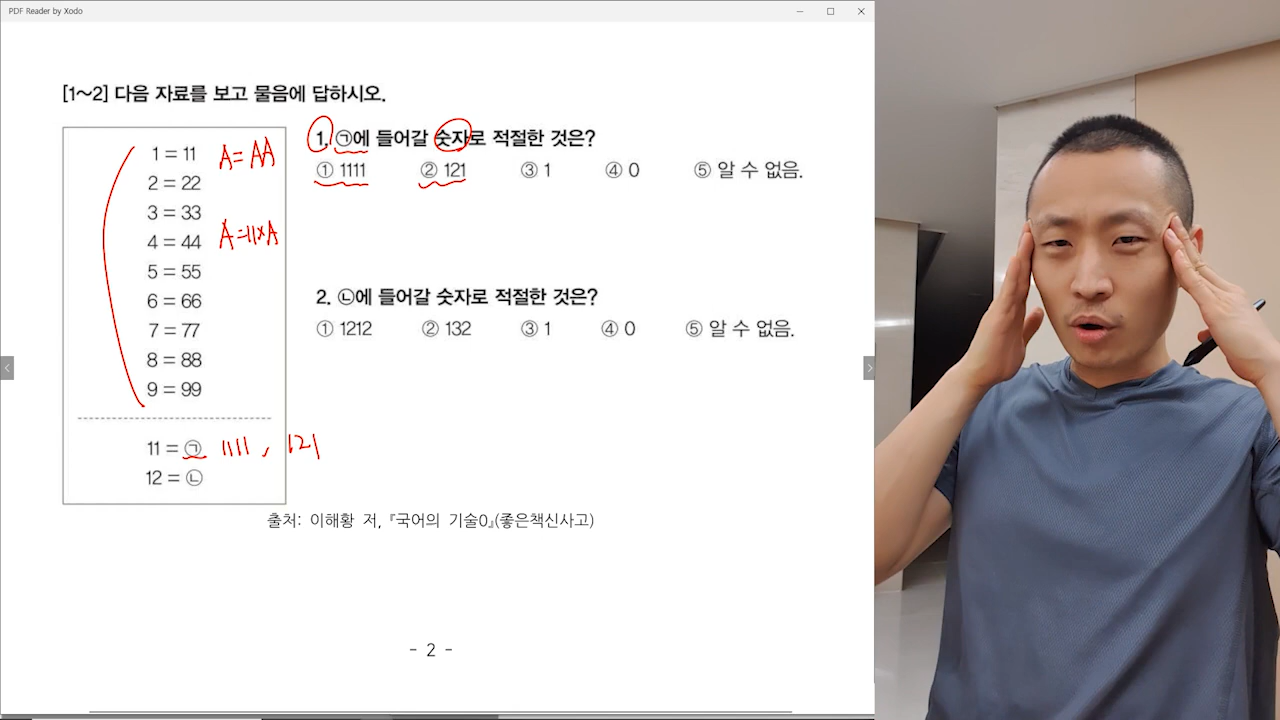 PDF Reader by Xodo
[1~2] 다음 자료를 보고 물음에 답하시오.
1 = 11 A = AA
2 = 22
3 = 33
4 = 44 A = 11×A
5 = 55
6 = 66
7 = 77
8 = 88
9 = 99
11 = ㉠ 1111 , 121
12 = ㉡
1. ㉠에 들어갈 숫자로 적절한 것은?
① 1111 ② 121 ③ 1 ④ 0 ⑤ 알 수 없음.
2. ㉡에 들어갈 숫자로 적절한 것은?
① 1212 ② 132 ③ 1 ④ 0 ⑤ 알 수 없음.
출처: 이해황 저, 『국어의 기술0』(좋은책신사고)
- 2 -